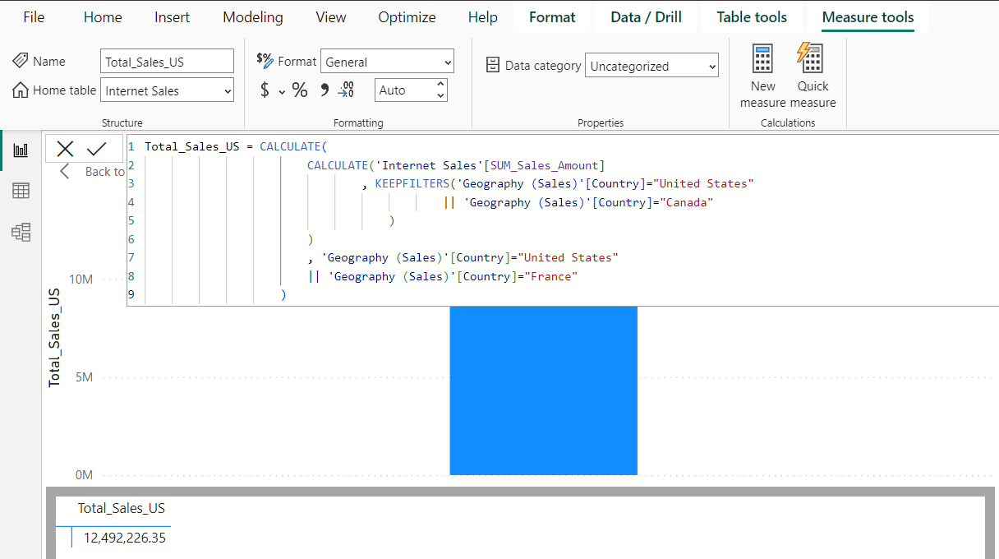 File Home Insert Modeling View Optimize Help Format Data / Drill Table tools Measure tools
Name Total_Sales_US
Home table Internet Sales
Structure
$% Format General
$ % , .00 Auto
Formatting
Data category Uncategorized
Properties
New measure
Quick measure
Calculations
Back to
1 Total_Sales_US = CALCULATE(
2 CALCULATE('Internet Sales'[SUM_Sales_Amount]
3 , KEEPFILTERS('Geography (Sales)'[Country]="United States"
4 || 'Geography (Sales)'[Country]="Canada"
5 )
6 )
7 , 'Geography (Sales)'[Country]="United States"
8 || 'Geography (Sales)'[Country]="France"
9 )
Total_Sales_US
10M
5M
0M
Total_Sales_US
12,492,226.35